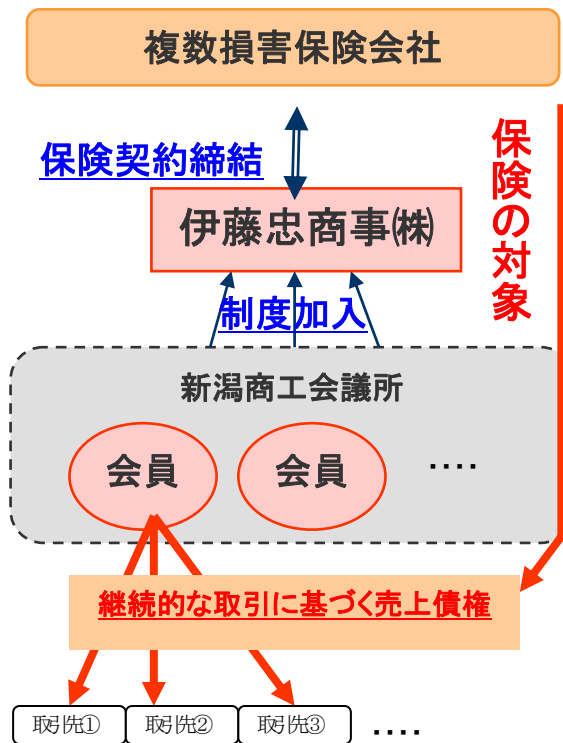 複数損害保険会社
保険契約締結
保険の対象
伊藤忠商事㈱
制度加入
新潟商工会議所
会員
会員
‥‥
継続的な取引に基づく売上債権
取引先①
取引先②
取引先③
‥‥